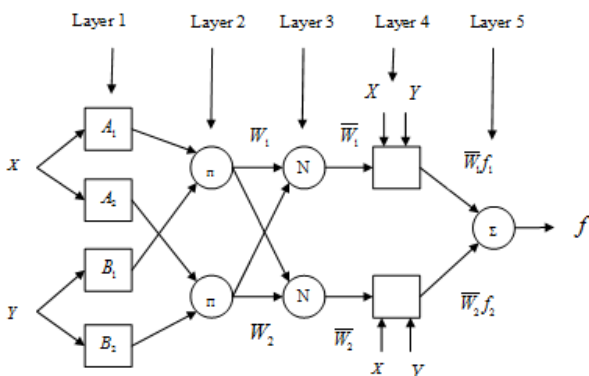 Layer 1 Layer 2 Layer 3 Layer 4 Layer 5
X Y
A₁ W₁ W̅₁ W̅₁f₁
X п N
A₂
Σ f
B₁
Y п N
B₂ W₂ W̅₂ W̅₂f₂
X Y